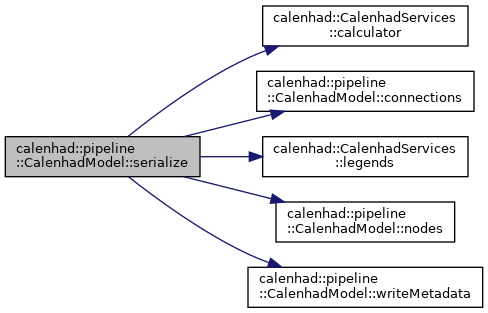 calenhad::pipeline
::CalenhadModel::serialize
calenhad::CalenhadServices
::calculator
calenhad::pipeline
::CalenhadModel::connections
calenhad::CalenhadServices
::legends
calenhad::pipeline
::CalenhadModel::nodes
calenhad::pipeline
::CalenhadModel::writeMetadata